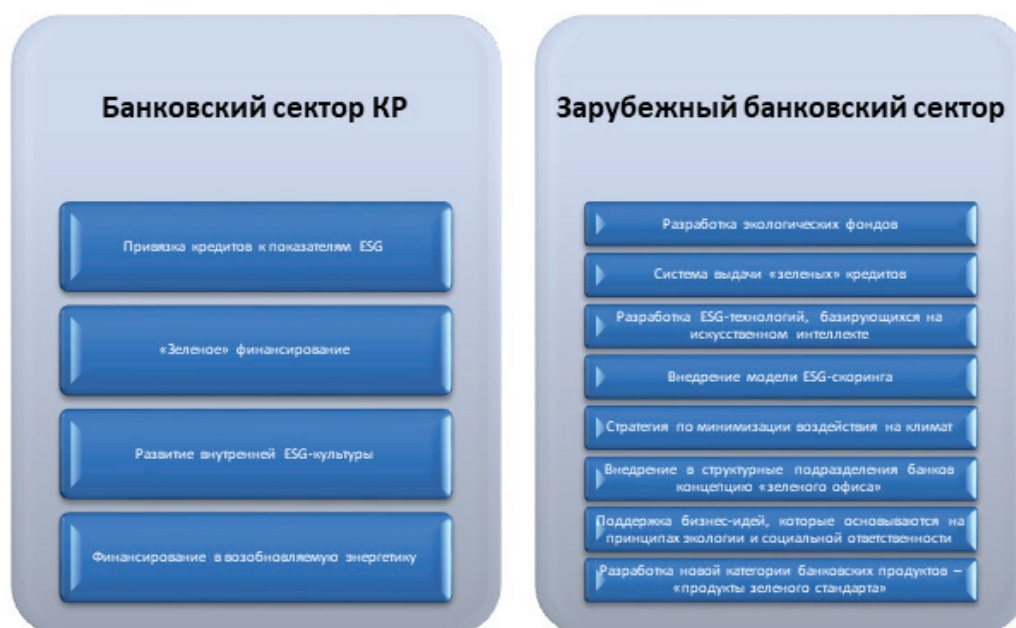 Банковский сектор КР
Привязка кредитов к показателям ESG
«Зеленое» финансирование
Развитие внутренней ESG-культуры
Финансирование в возобновляемую энергетику
Зарубежный банковский сектор
Разработка экологических фондов
Система выдачи «зеленых» кредитов
Разработка ESG-технологий, базирующихся на
искусственном интеллекте
Внедрение модели ESG-скоринга
Стратегия по минимизации воздействия на климат
Внедрение в структурные подразделения банков
концепцию «зеленого офиса»
Поддержка бизнес-идей, которые основываются на
принципах экологии и социальной ответственности
Разработка новой категории банковских продуктов –
«продукты зеленого стандарта»